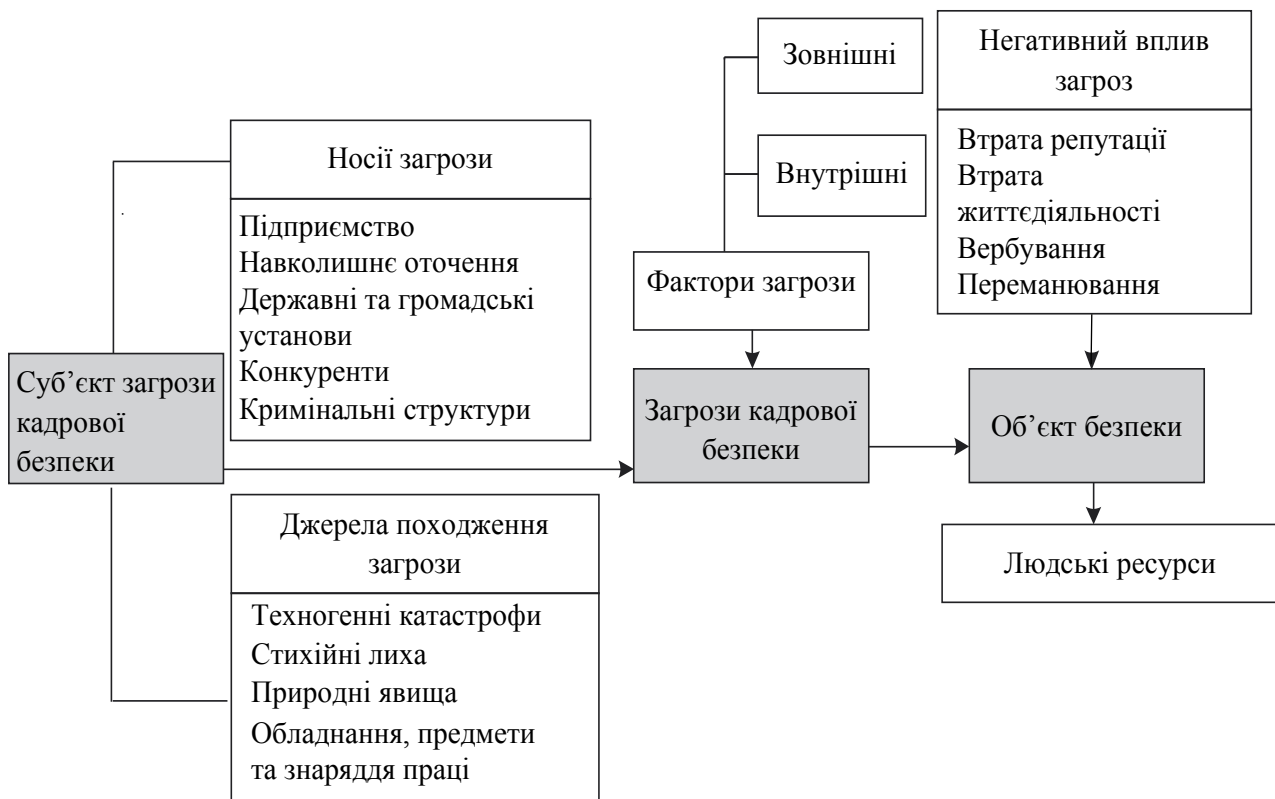 Суб’єкт загрози
кадрової
безпеки
Носії загрози
Підприємство
Навколишнє оточення
Державні та громадські
установи
Конкуренти
Кримінальні структури
Джерела походження
загрози
Техногенні катастрофи
Стихійні лиха
Природні явища
Обладнання, предмети
та знаряддя праці
Зовнішні
Внутрішні
Фактори загрози
Загрози кадрової
безпеки
Негативний вплив
загроз
Втрата репутації
Втрата
життєдіяльності
Вербування
Переманювання
Об’єкт безпеки
Людські ресурси